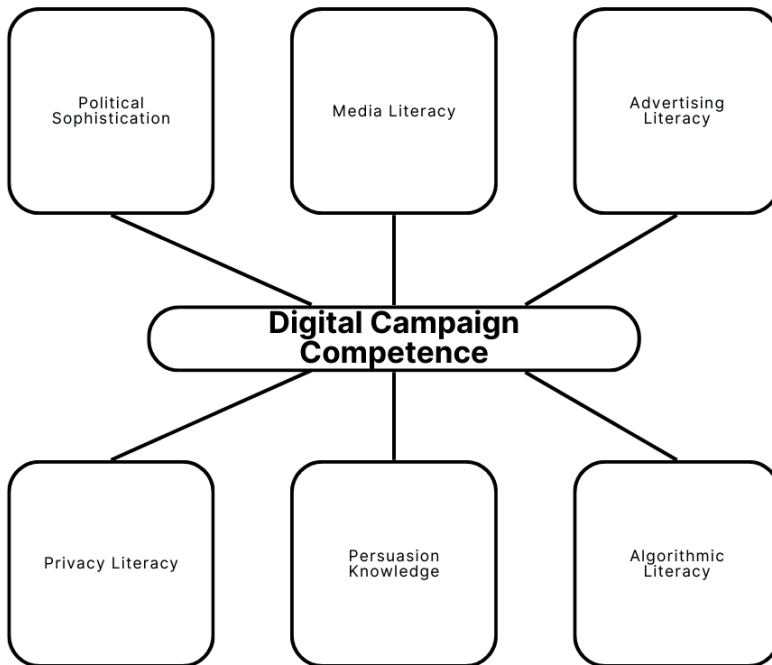 Political
Sophistication
Media Literacy
Advertising
Literacy
Digital Campaign
Competence
Privacy Literacy
Persuasion
Knowledge
Algorithmic
Literacy